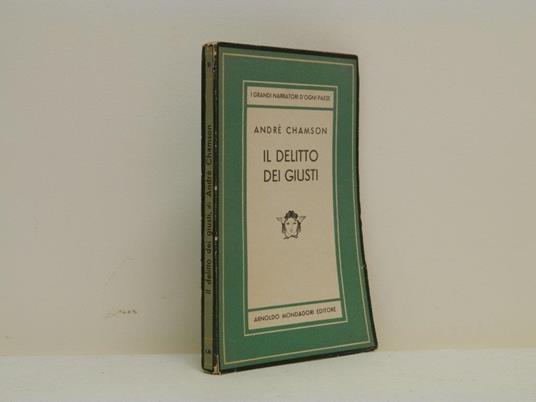 I GRANDI NARRATORI D'OGNI PAESE
ANDRÉ CHAMSON
IL DELITTO
DEI GIUSTI
ARNOLDO MONDADORI EDITORE
Il delitto dei giusti, di André Chamson